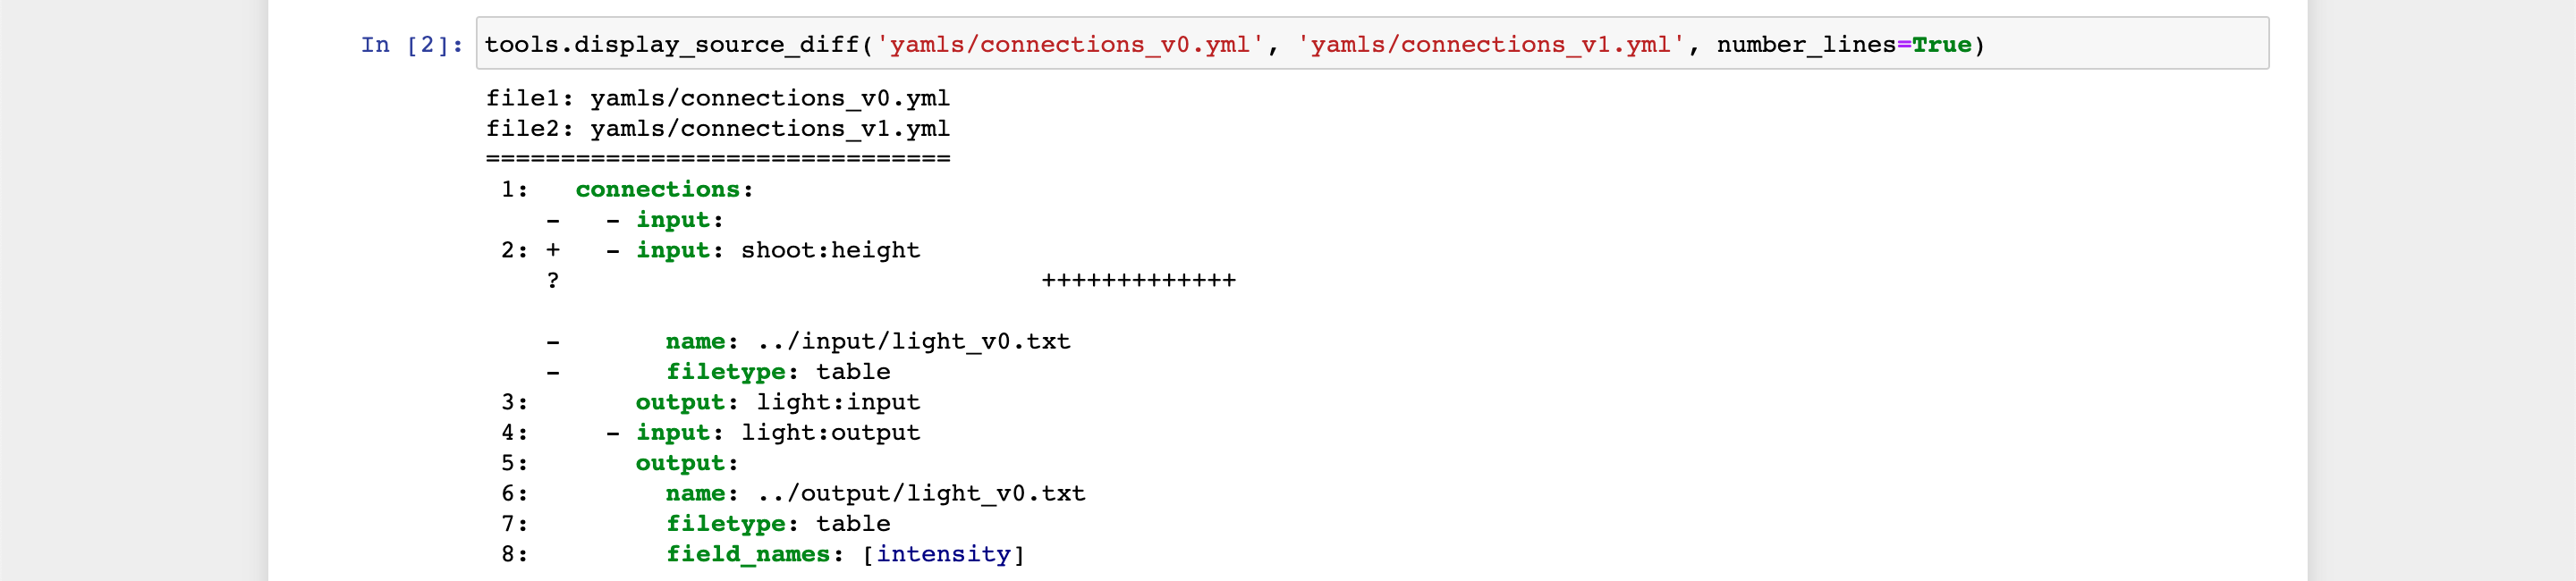 In [2]: tools.display_source_diff('yamls/connections_v0.yml', 'yamls/connections_v1.yml', number_lines=True)
file1: yamls/connections_v0.yml
file2: yamls/connections_v1.yml
===============================
 1:   connections:
    -   - input:
 2: +   - input: shoot:height
    ?                                +++++++++++++

    -       name: ../input/light_v0.txt
    -       filetype: table
 3:       output: light:input
 4:     - input: light:output
 5:       output:
 6:         name: ../output/light_v0.txt
 7:         filetype: table
 8:         field_names: [intensity]